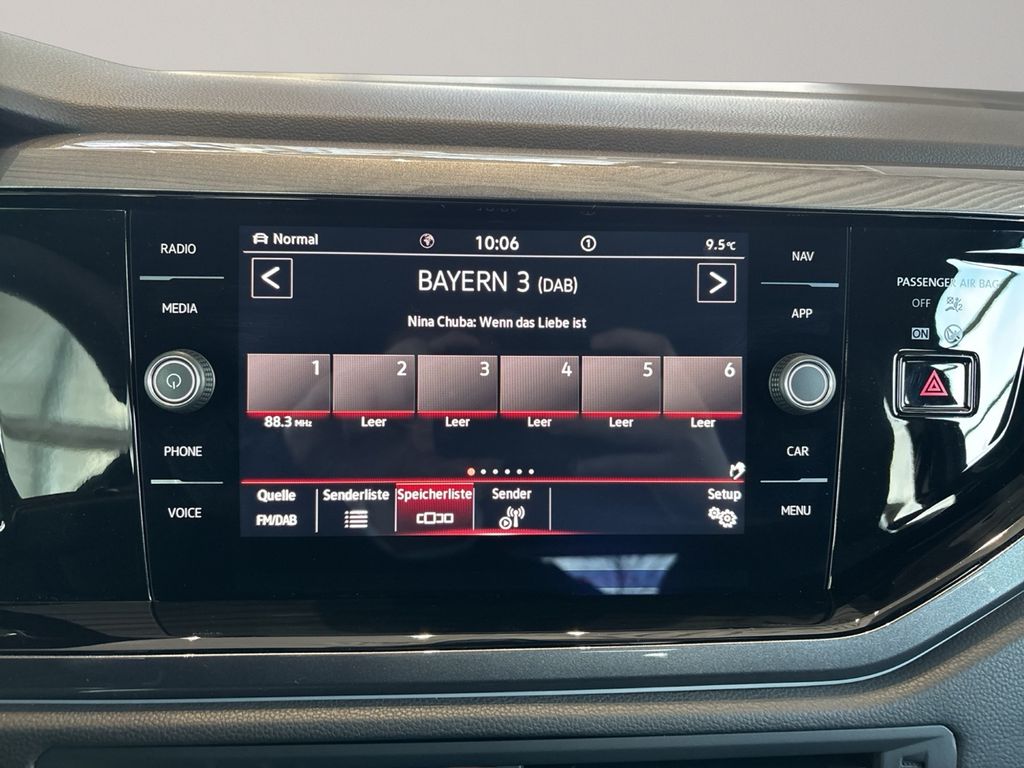 Normal 10:06 1 9.5°C
< BAYERN 3 (DAB) >
Nina Chuba: Wenn das Liebe ist
1 2 3 4 5 6
88.3 MHz Leer Leer Leer Leer Leer
Quelle Senderliste Speicherliste Sender Setup
FM/DAB
RADIO
MEDIA
PHONE
VOICE
NAV
APP
CAR
MENU
PASSENGER AIR BAG
OFF
ON